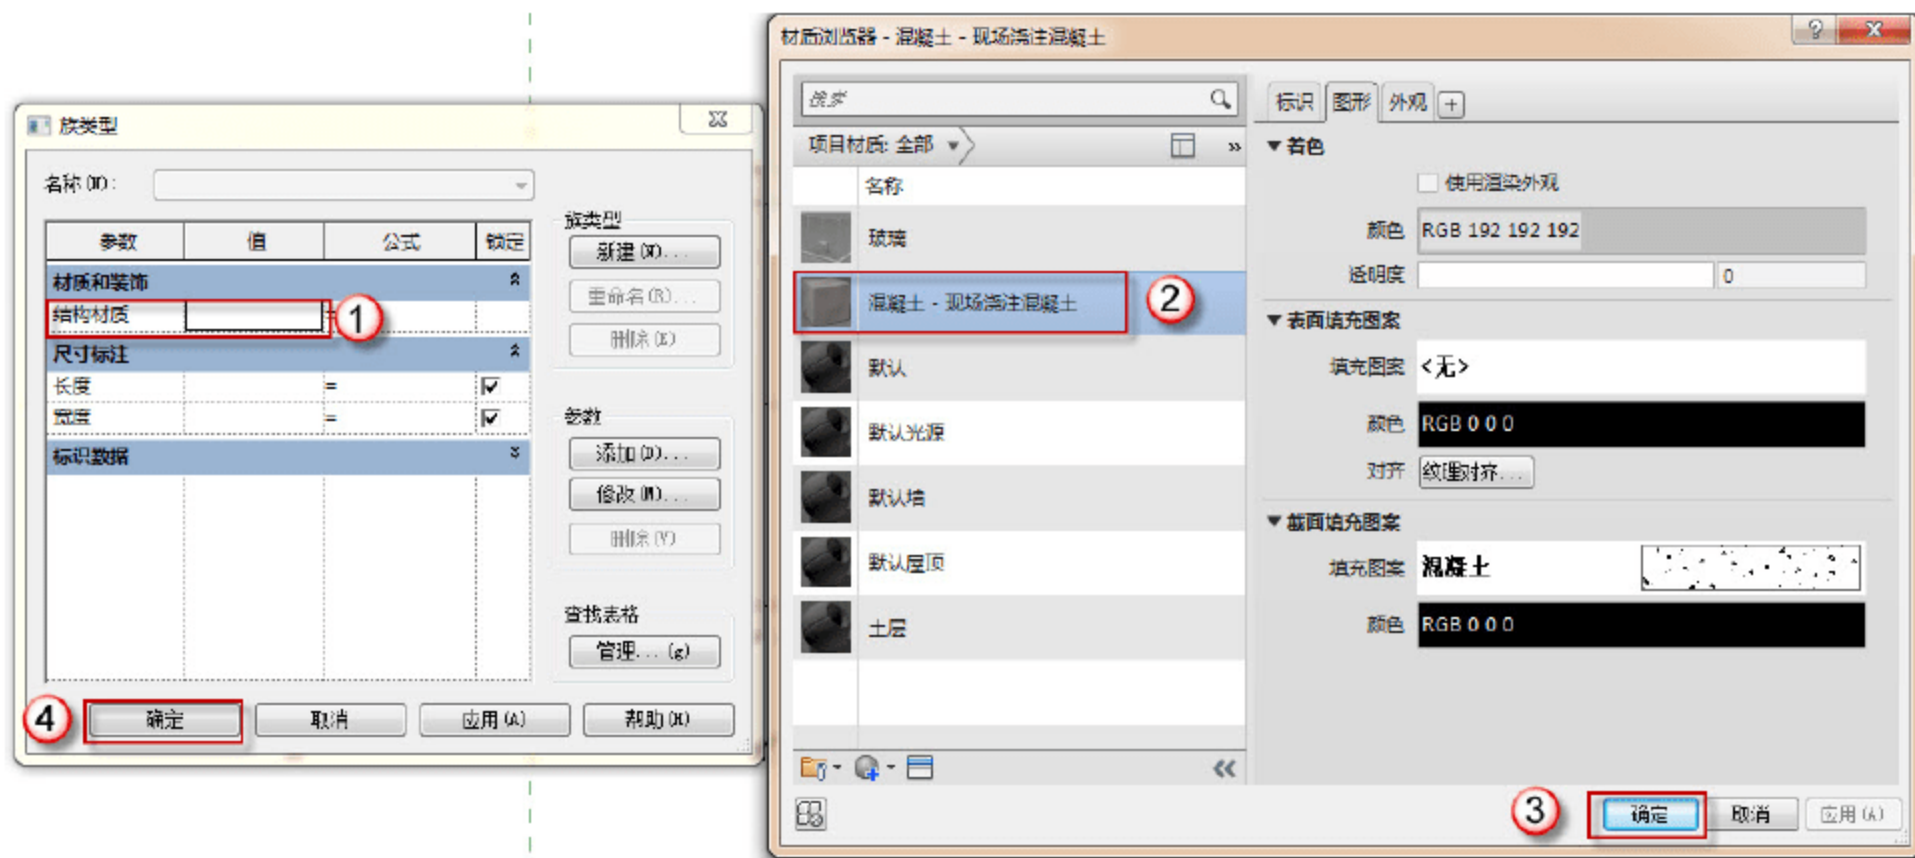 族类型
名称(N):
参数 值 公式 锁定
材质和装饰
结构材质 =
尺寸标注
长度 =
宽度 =
标识数据
族类型
新建(N)...
重命名(R)...
删除(E)
参数
添加(D)...
修改(M)...
删除(V)
查找表格
管理...(g)
确定 取消 应用(A) 帮助(H)
①
④
材质浏览器 - 混凝土 - 现场浇注混凝土
搜索
项目材质: 全部
名称
玻璃
混凝土 - 现场浇注混凝土
②
默认
默认光源
默认墙
默认屋顶
土层
标识 图形 外观
着色
使用渲染外观
颜色 RGB 192 192 192
透明度 0
表面填充图案
填充图案 <无>
颜色 RGB 0 0 0
对齐 纹理对齐...
截面填充图案
填充图案 混凝土
颜色 RGB 0 0 0
③
确定 取消 应用(A)